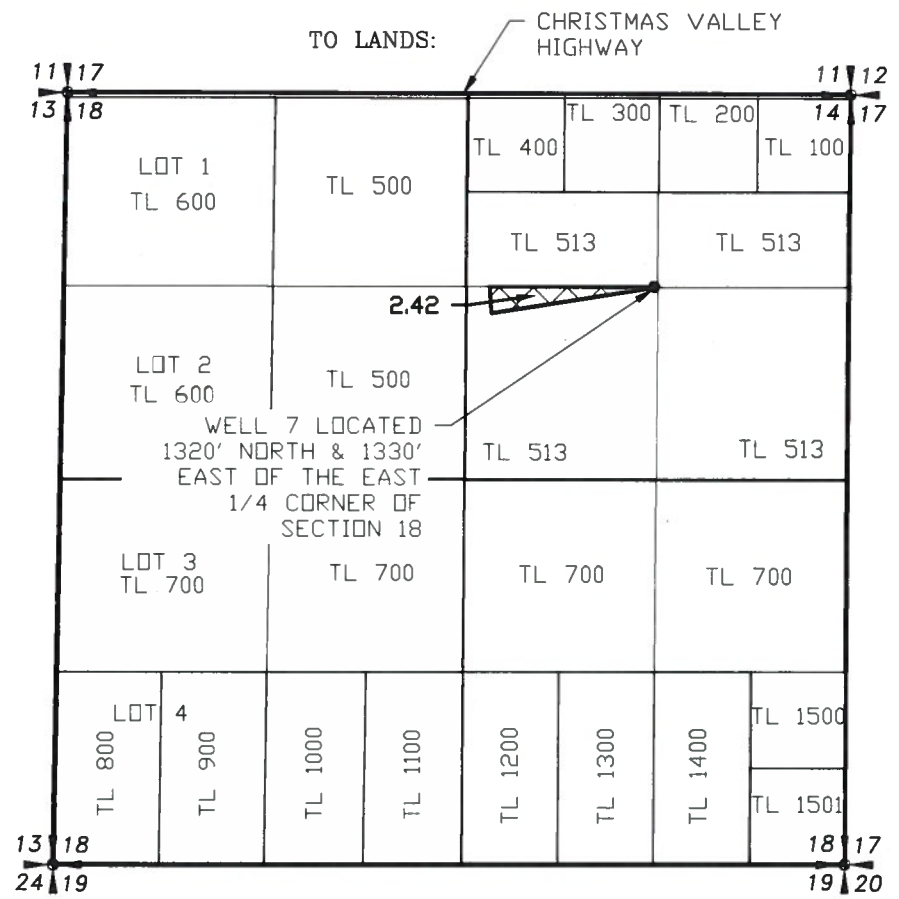 CHRISTMAS VALLEY
HIGHWAY
TO LANDS:
11 17
13 18
11 12
14 17
LOT 1
TL 600
TL 500
TL 400
TL 300
TL 200
TL 100
TL 513
TL 513
2.42
LOT 2
TL 600
TL 500
WELL 7 LOCATED
1320' NORTH & 1330'
EAST OF THE EAST
1/4 CORNER OF
SECTION 18
TL 513
TL 513
LOT 3
TL 700
TL 700
TL 700
TL 700
LOT 4
TL 800
TL 900
TL 1000
TL 1100
TL 1200
TL 1300
TL 1400
TL 1500
TL 1501
13 18
24 19
18 17
19 20